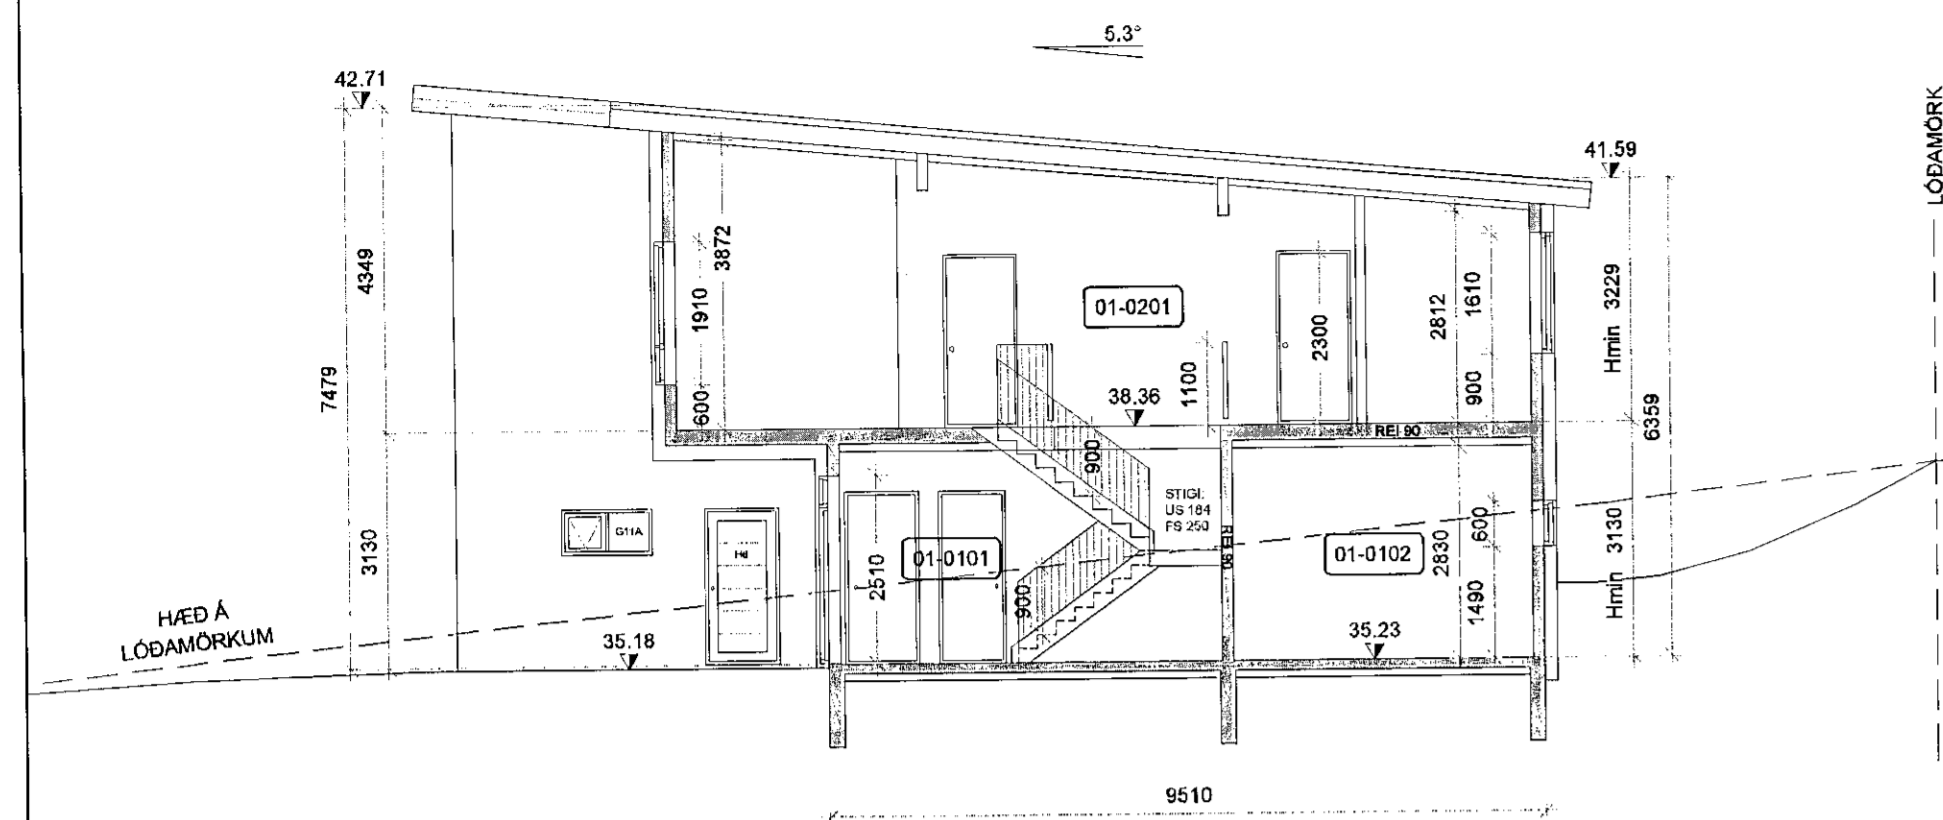 5.3°
42.71
41.59
LÓÐAMÖRK
4349
3872
1910
01-0201
2300
2812
1610
Hmin 3229
7479
600
1100
38.36
900
6359
REI 90
900
STIGI:
US 184
FS 250
3130
G11A
Hd
2510
01-0101
REI 90
01-0102
2830
600
Hmin 3130
900
1490
HÆÐ Á
LÓÐAMÖRKUM
35.18
35.23
9510